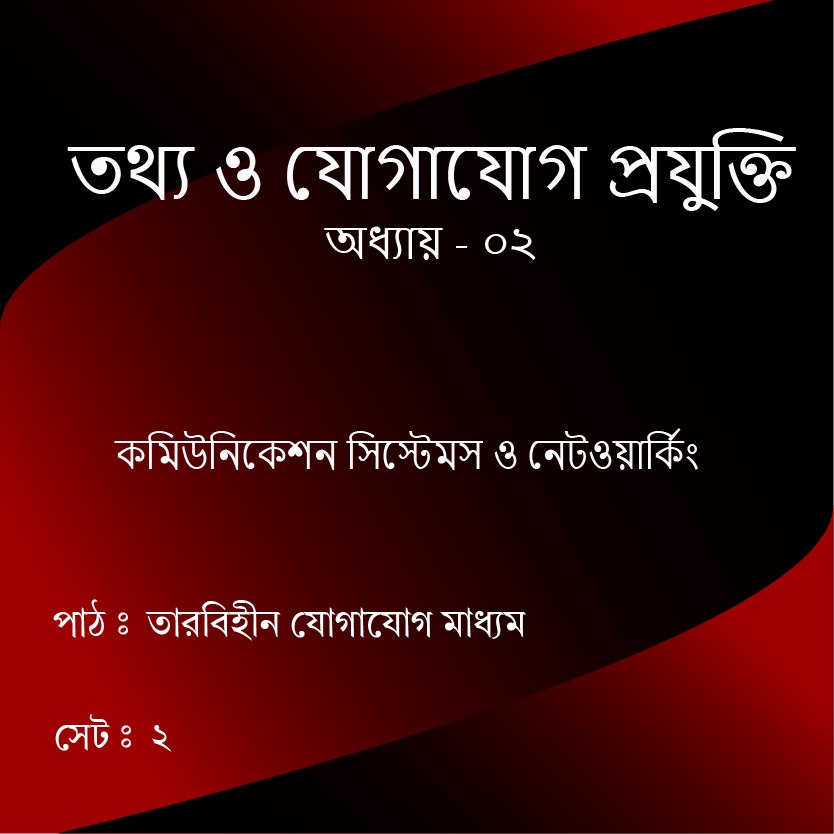 তথ্য ও যোগাযোগ প্রযুক্তি
অধ্যায় - ০২
কমিউনিকেশন সিস্টেমস ও নেটওয়ার্কিং
পাঠ ঃ তারবিহীন যোগাযোগ মাধ্যম
সেট ঃ ২